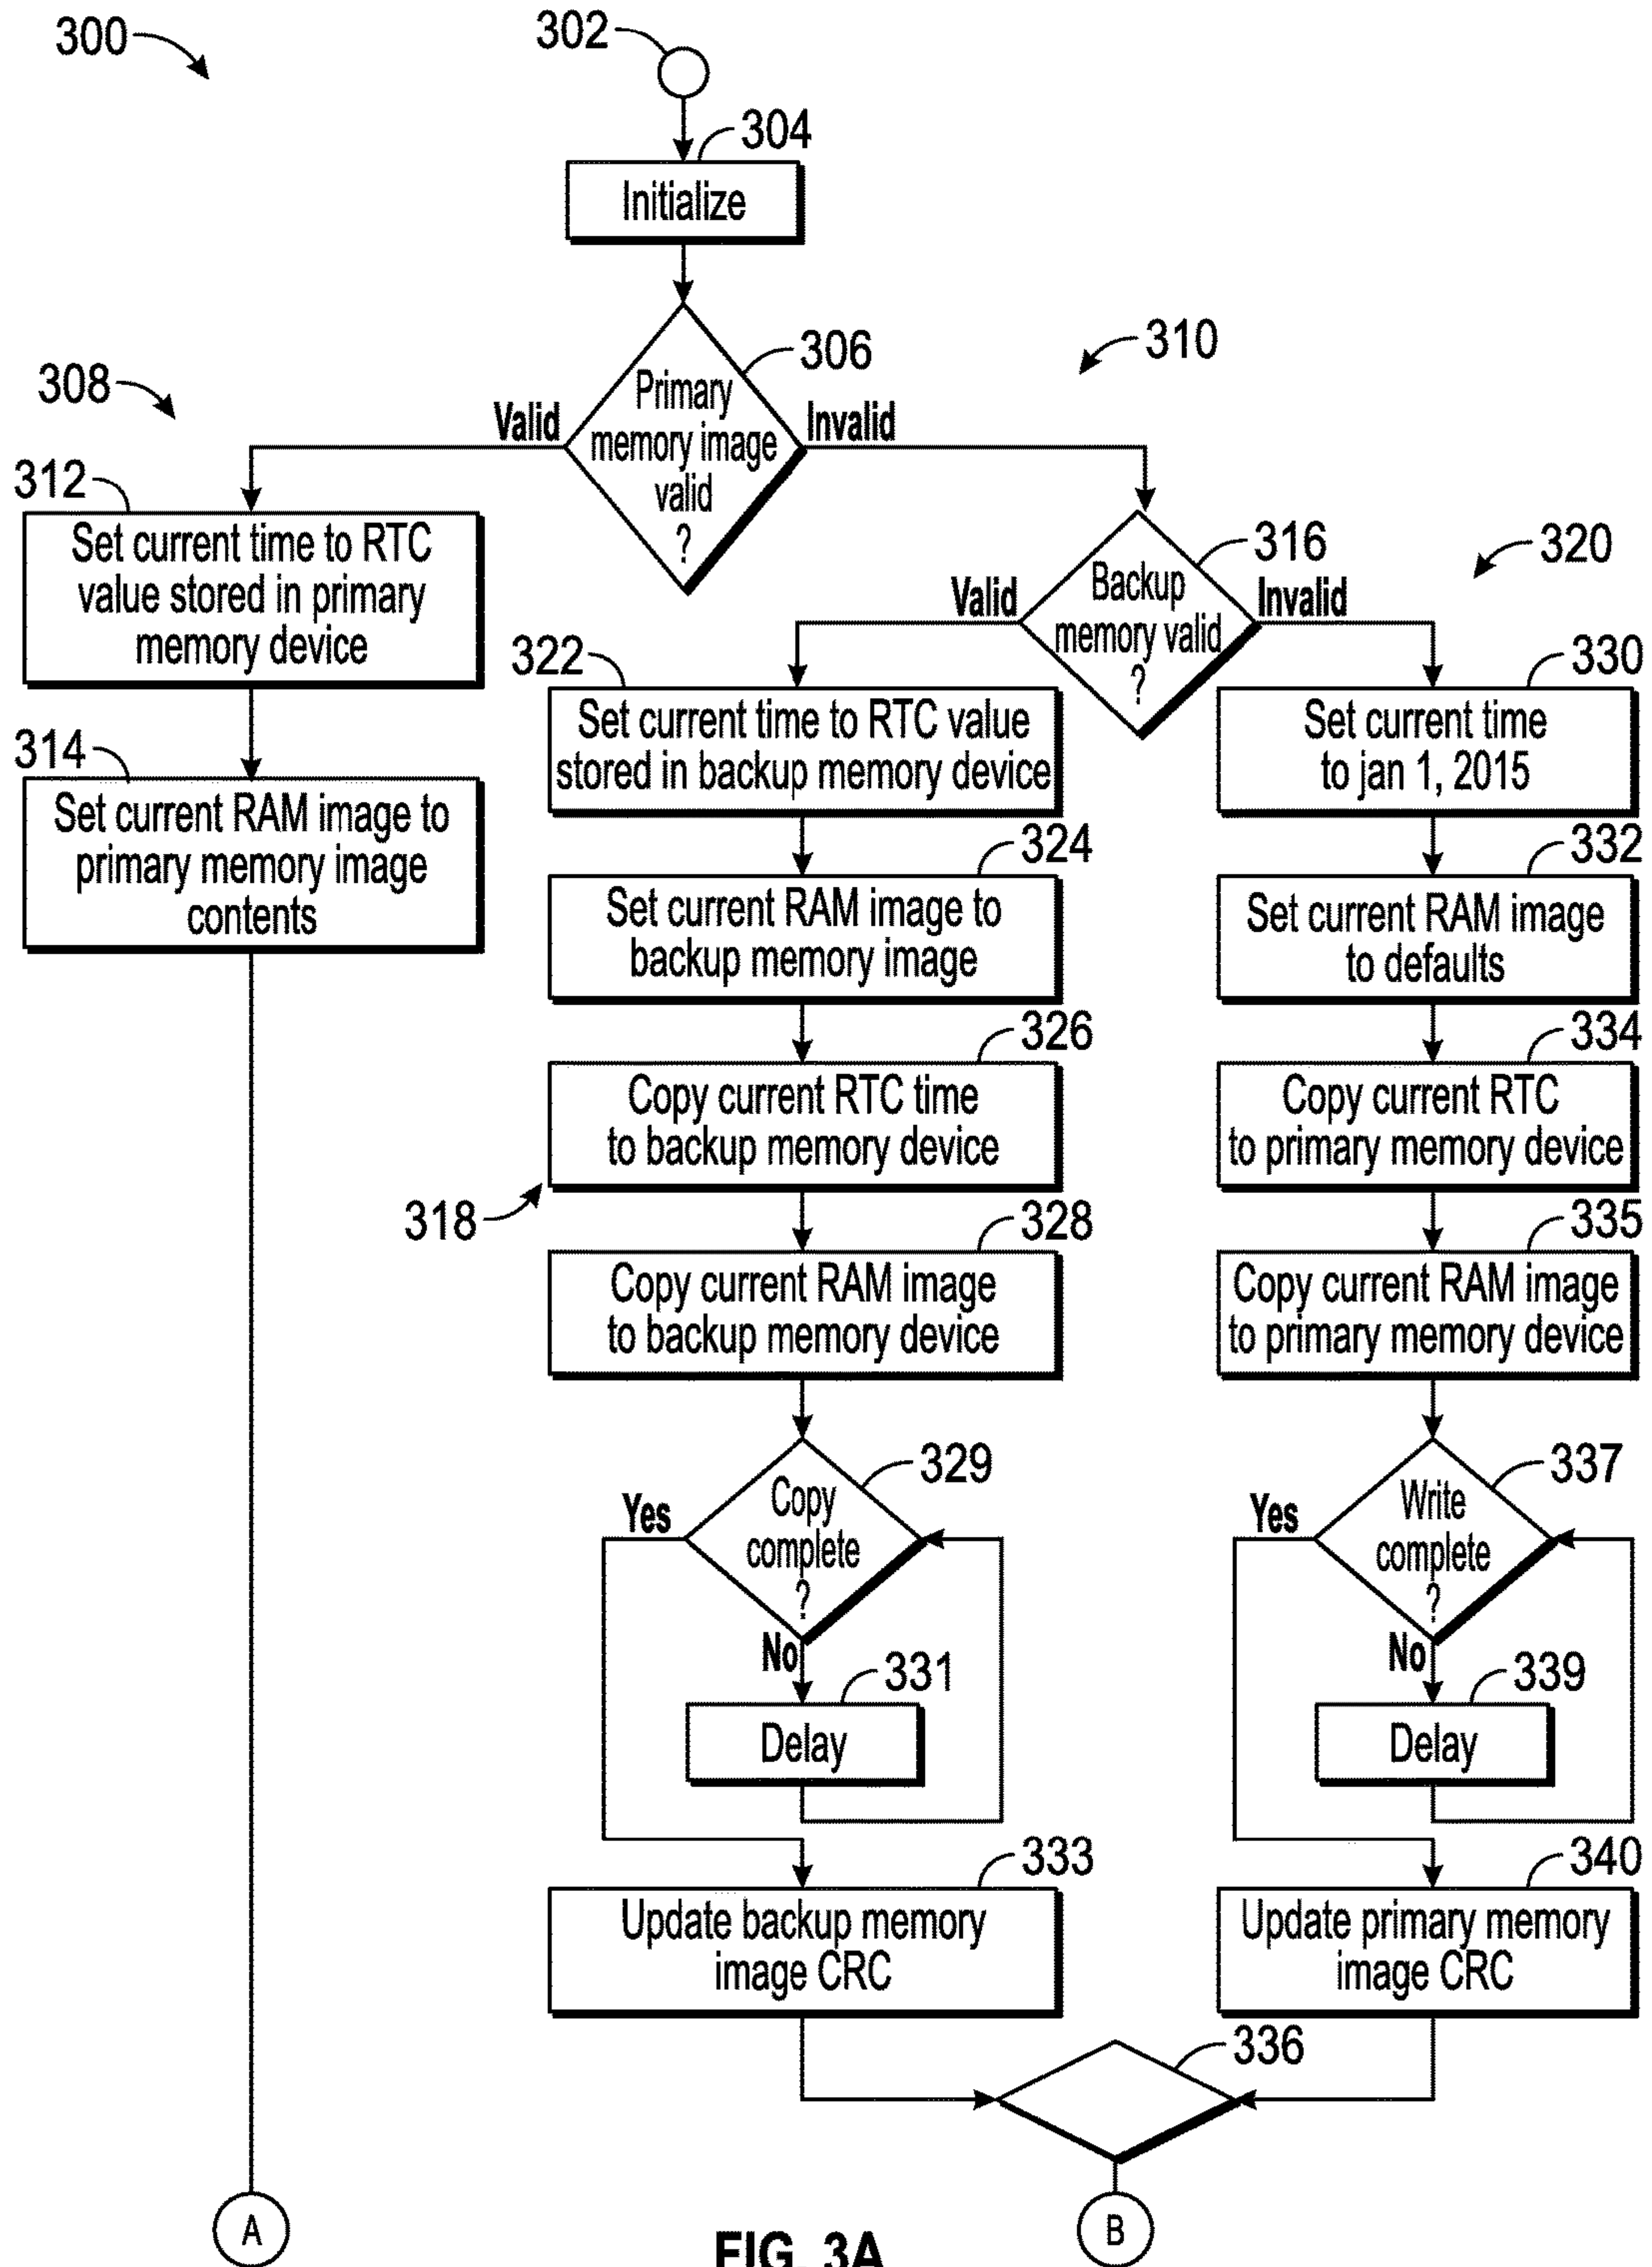 300
302
304
Initialize
306
310
308
Primary
memory image
valid
?
Valid
Invalid
312
Set current time to RTC
value stored in primary
memory device
316
320
Backup
memory valid
?
Valid
Invalid
314
Set current RAM image to
primary memory image
contents
322
Set current time to RTC value
stored in backup memory device
330
Set current time
to jan 1, 2015
324
Set current RAM image to
backup memory image
332
Set current RAM image
to defaults
326
Copy current RTC time
to backup memory device
334
Copy current RTC
to primary memory device
318
328
Copy current RAM image
to backup memory device
335
Copy current RAM image
to primary memory device
329
Copy
complete
?
Yes
No
337
Write
complete
?
Yes
No
331
Delay
339
Delay
333
Update backup memory
image CRC
340
Update primary memory
image CRC
336
A
B
FIG. 3A